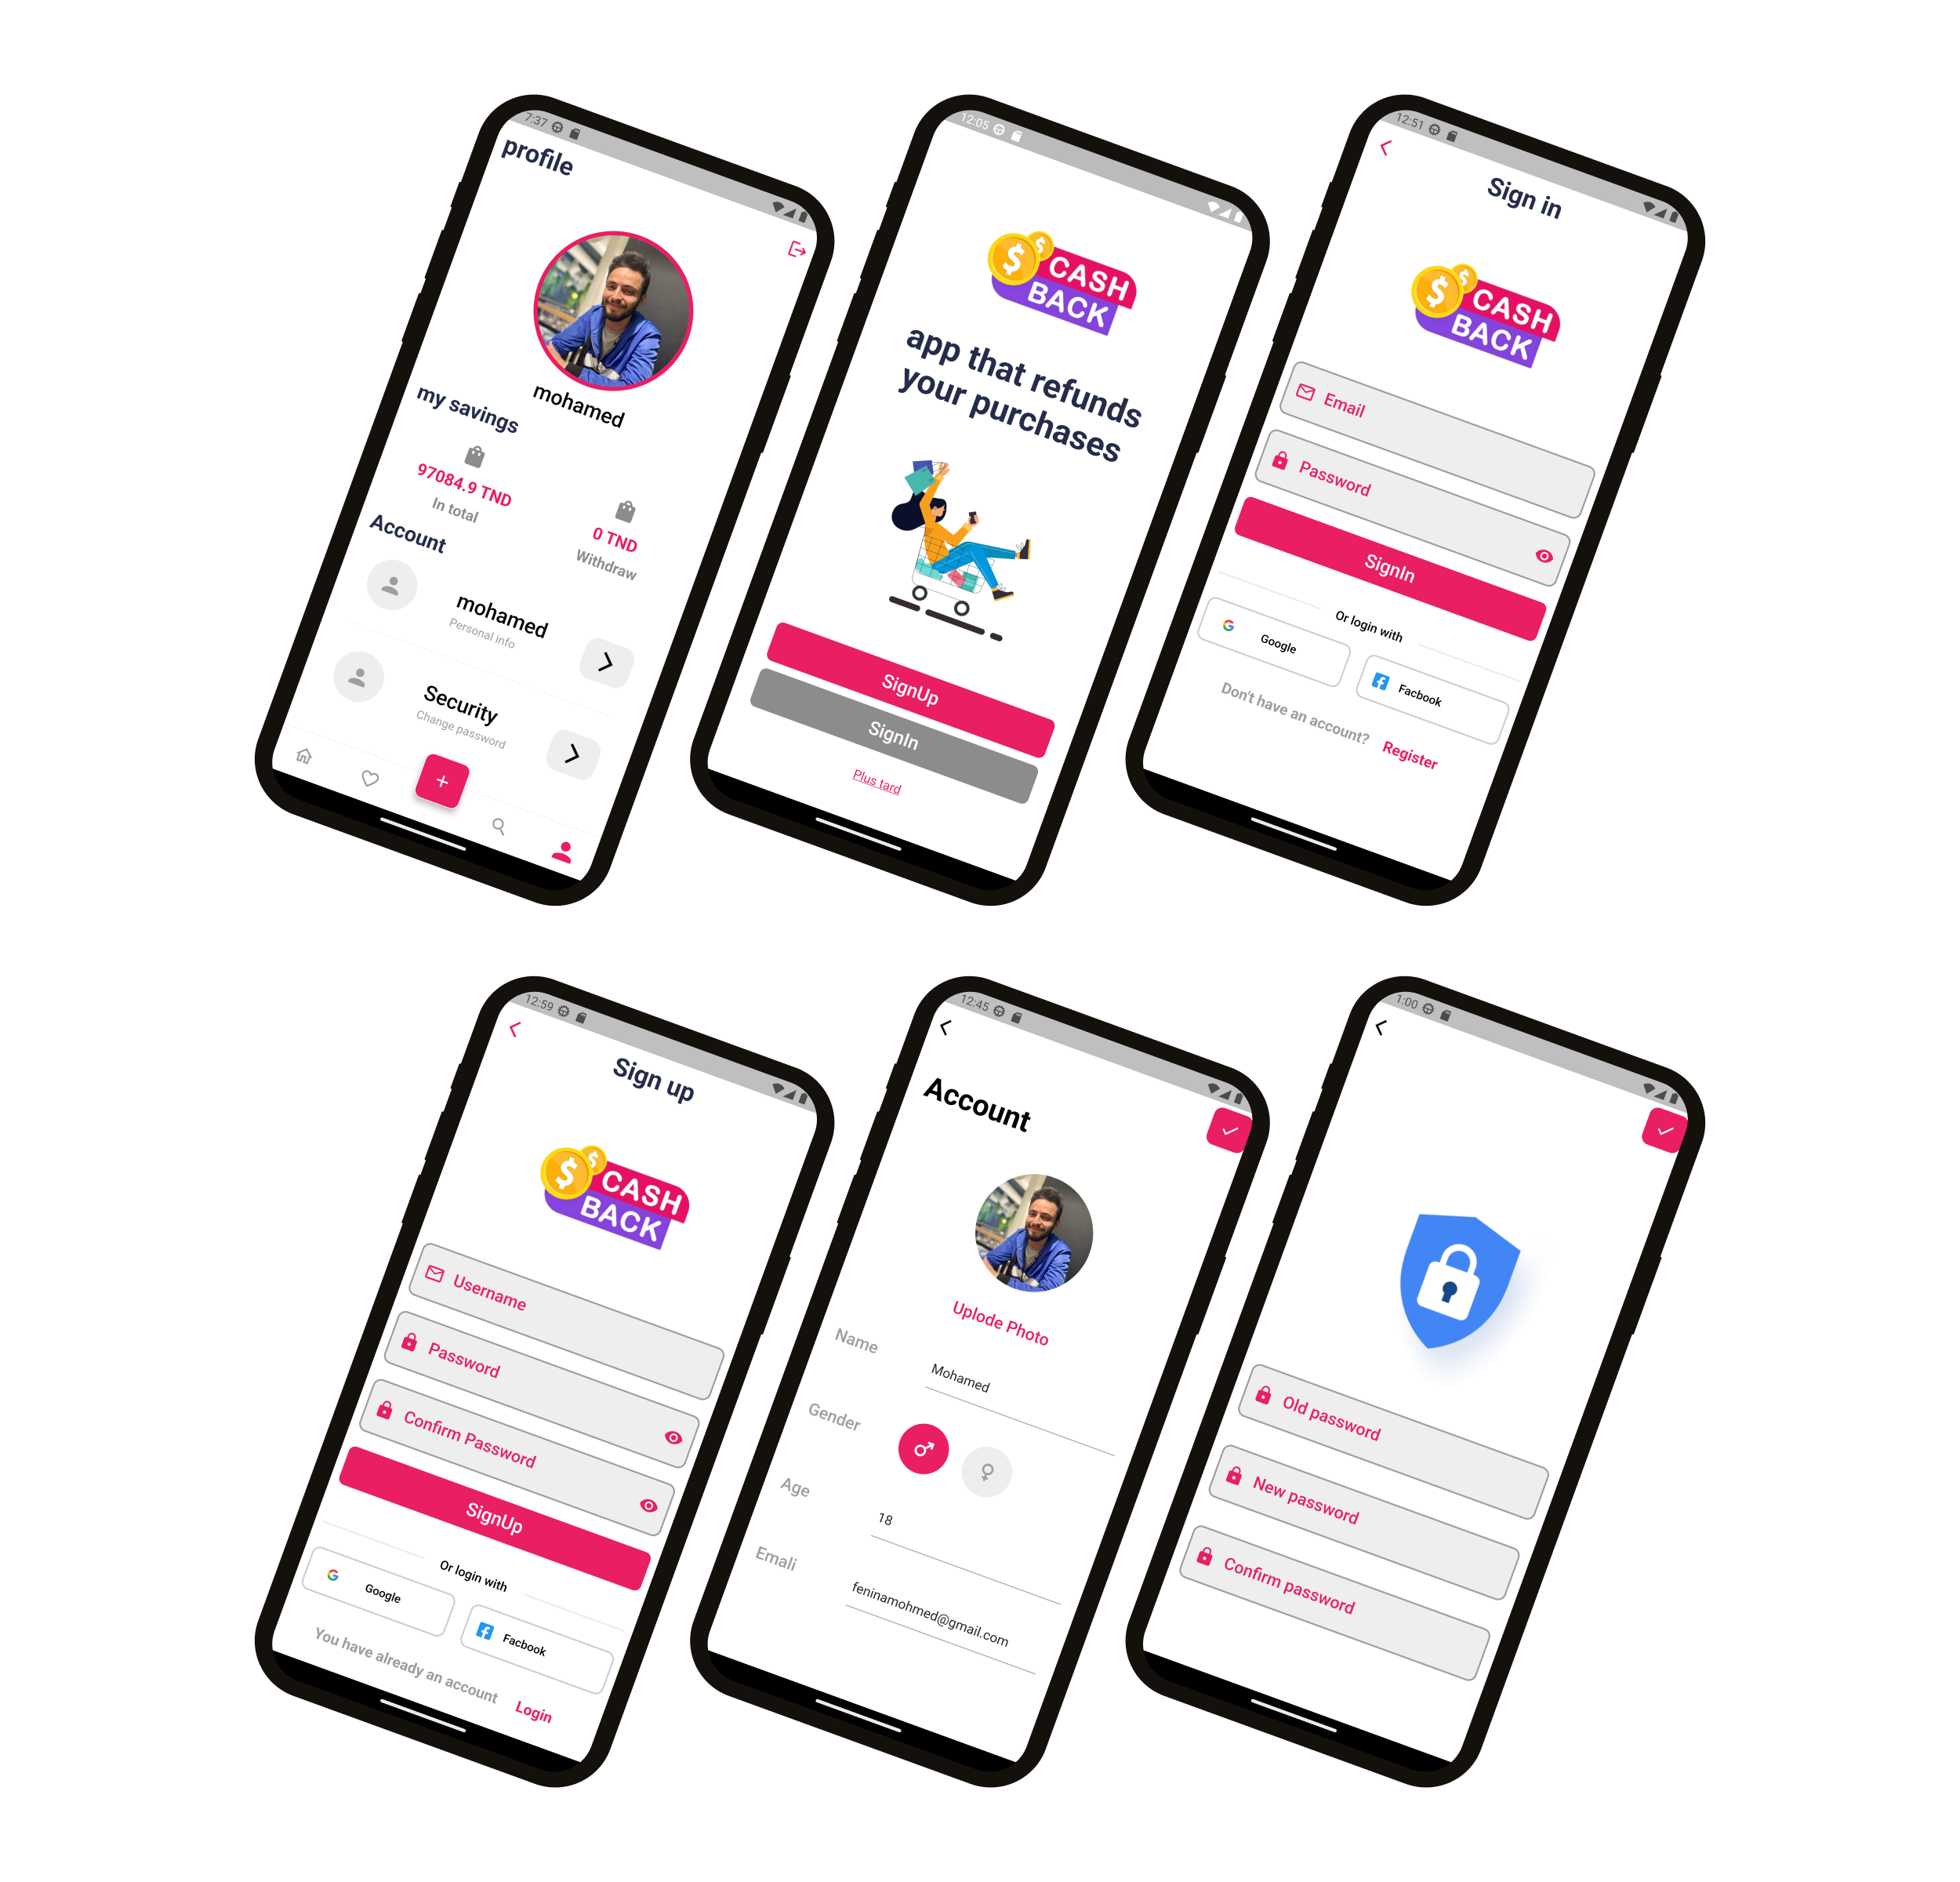 7:37
profile
mohamed
my savings
97084.9 TND
In total
0 TND
Withdraw
Account
mohamed
Personal info
Security
Change password
12:05
$ $ CASH
BACK
app that refunds
your purchases
SignUp
SignIn
Plus tard
12:51
Sign in
$ $ CASH
BACK
Email
Password
SignIn
Or login with
Google
Facbook
Don't have an account? Register
12:59
Sign up
$ $ CASH
BACK
Username
Password
Confirm Password
SignUp
Or login with
Google
Facbook
You have already an account Login
12:45
Account
Uplode Photo
Name
Mohamed
Gender
Age
18
Emali
feninamohmed@gmail.com
1:00
Old password
New password
Confirm password